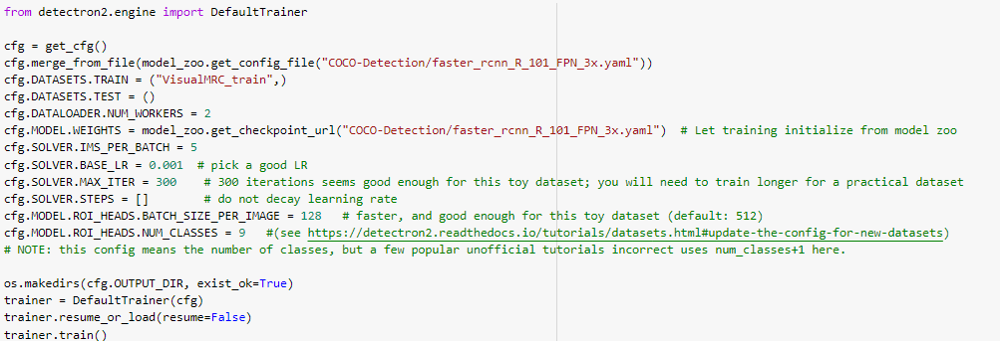 from detectron2.engine import DefaultTrainer
cfg = get_cfg()
cfg.merge_from_file(model_zoo.get_config_file("COCO-Detection/faster_rcnn_R_101_FPN_3x.yaml"))
cfg.DATASETS.TRAIN = ("VisualMRC_train",)
cfg.DATASETS.TEST = ()
cfg.DATALOADER.NUM_WORKERS = 2
cfg.MODEL.WEIGHTS = model_zoo.get_checkpoint_url("COCO-Detection/faster_rcnn_R_101_FPN_3x.yaml")  # Let training initialize from model zoo
cfg.SOLVER.IMS_PER_BATCH = 5
cfg.SOLVER.BASE_LR = 0.001  # pick a good LR
cfg.SOLVER.MAX_ITER = 300    # 300 iterations seems good enough for this toy dataset; you will need to train longer for a practical dataset
cfg.SOLVER.STEPS = []        # do not decay learning rate
cfg.MODEL.ROI_HEADS.BATCH_SIZE_PER_IMAGE = 128   # faster, and good enough for this toy dataset (default: 512)
cfg.MODEL.ROI_HEADS.NUM_CLASSES = 9   #(see https://detectron2.readthedocs.io/tutorials/datasets.html#update-the-config-for-new-datasets)
# NOTE: this config means the number of classes, but a few popular unofficial tutorials incorrect uses num_classes+1 here.
os.makedirs(cfg.OUTPUT_DIR, exist_ok=True)
trainer = DefaultTrainer(cfg)
trainer.resume_or_load(resume=False)
trainer.train()